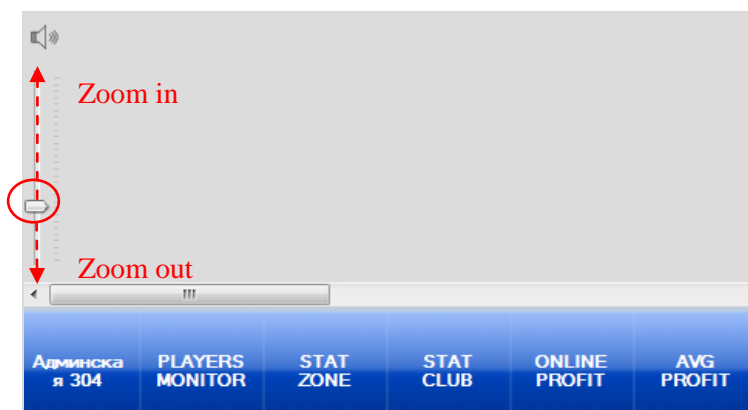 Zoom in
Zoom out
Админска
я 304
PLAYERS
MONITOR
STAT
ZONE
STAT
CLUB
ONLINE
PROFIT
AVG
PROFIT